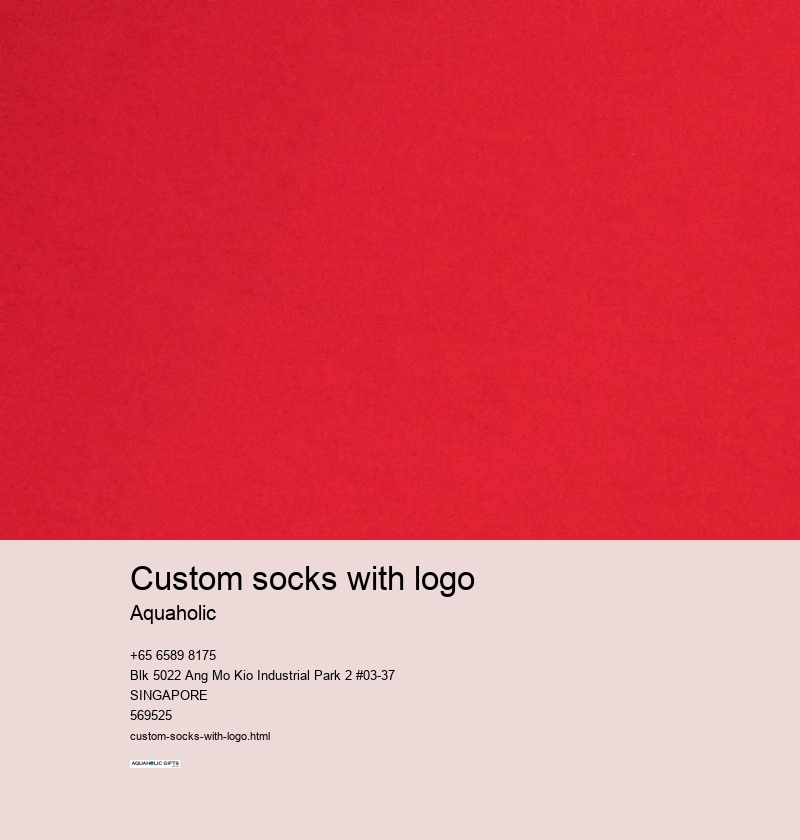 Custom socks with logo
Aquaholic
+65 6589 8175
Blk 5022 Ang Mo Kio Industrial Park 2 #03-37
SINGAPORE
569525
custom-socks-with-logo.html
AQUAHOLIC GIFTS